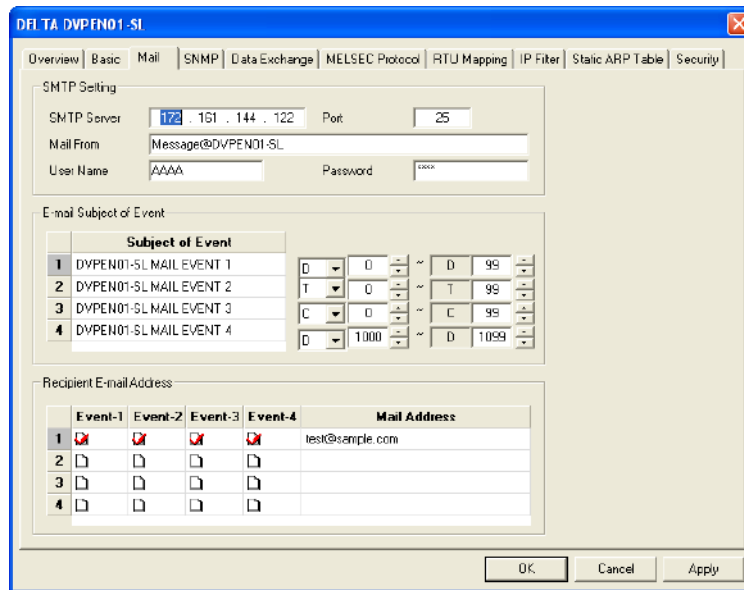 DELTA DVPEN01-SL
Overview Basic Mail SNMP Data Exchange MELSEC Protocol RTU Mapping IP Filter Static ARP Table Security
SMTP Setting
SMTP Server 172 . 161 . 144 . 122 Port 25
Mail From Message@DVPEN01-SL
User Name AAAA Password ****
E-mail Subject of Event
Subject of Event
1 DVPEN01-SL MAIL EVENT 1 D 0 ~ D 99
2 DVPEN01-SL MAIL EVENT 2 T 0 ~ T 99
3 DVPEN01-SL MAIL EVENT 3 C 0 ~ C 99
4 DVPEN01-SL MAIL EVENT 4 D 1000 ~ D 1099
Recipient E-mail Address
Event-1 Event-2 Event-3 Event-4 Mail Address
1 test@sample.com
2
3
4
OK Cancel Apply